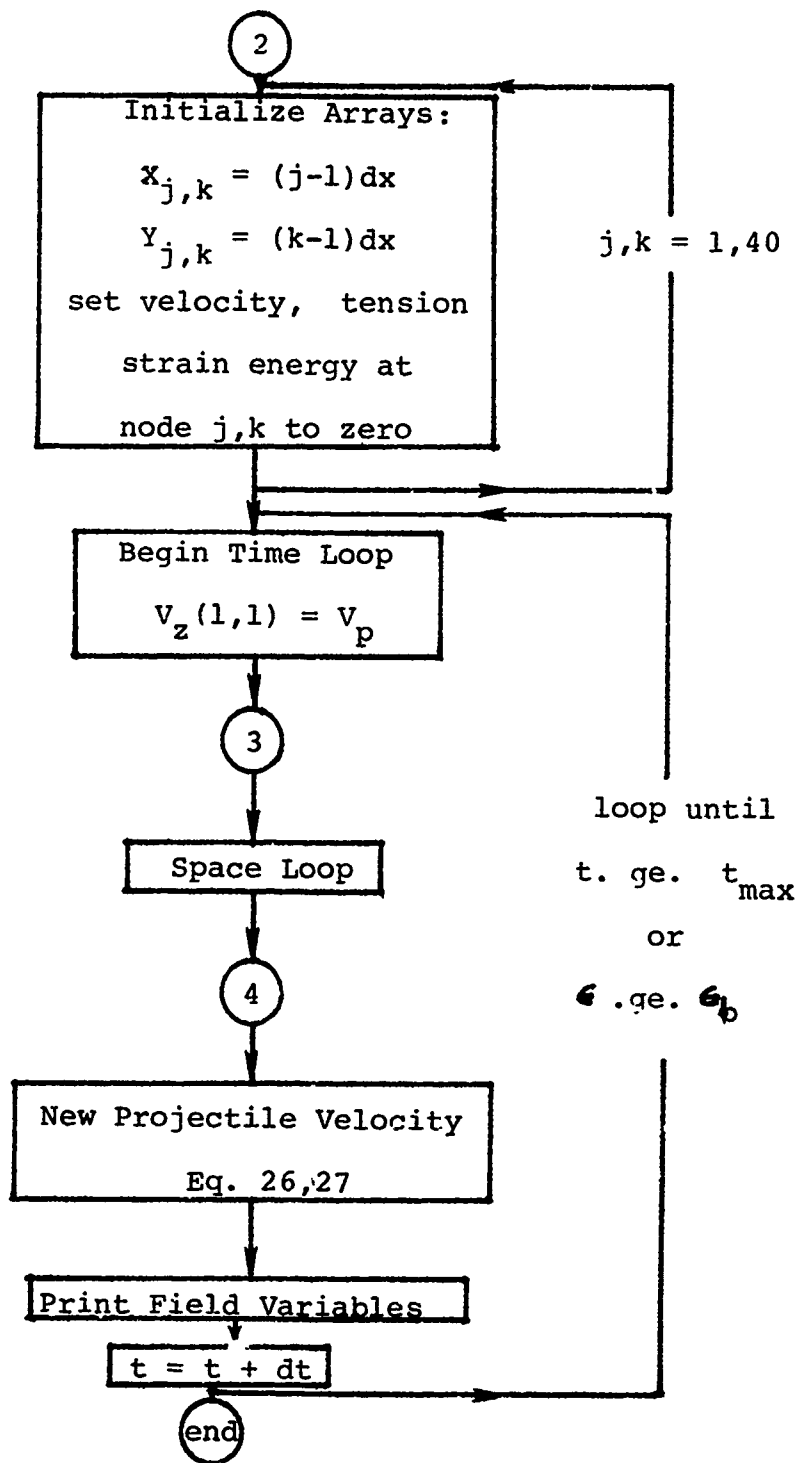 2
Initialize Arrays:
X_{j,k} = (j-1)dx
Y_{j,k} = (k-1)dx
set velocity, tension
strain energy at
node j,k to zero
j,k = 1,40
Begin Time Loop
V_z(1,1) = V_p
3
Space Loop
loop until
t. ge. t_{max}
or
ϵ .ge. ϵ_b
4
New Projectile Velocity
Eq. 26,27
Print Field Variables
t = t + dt
end